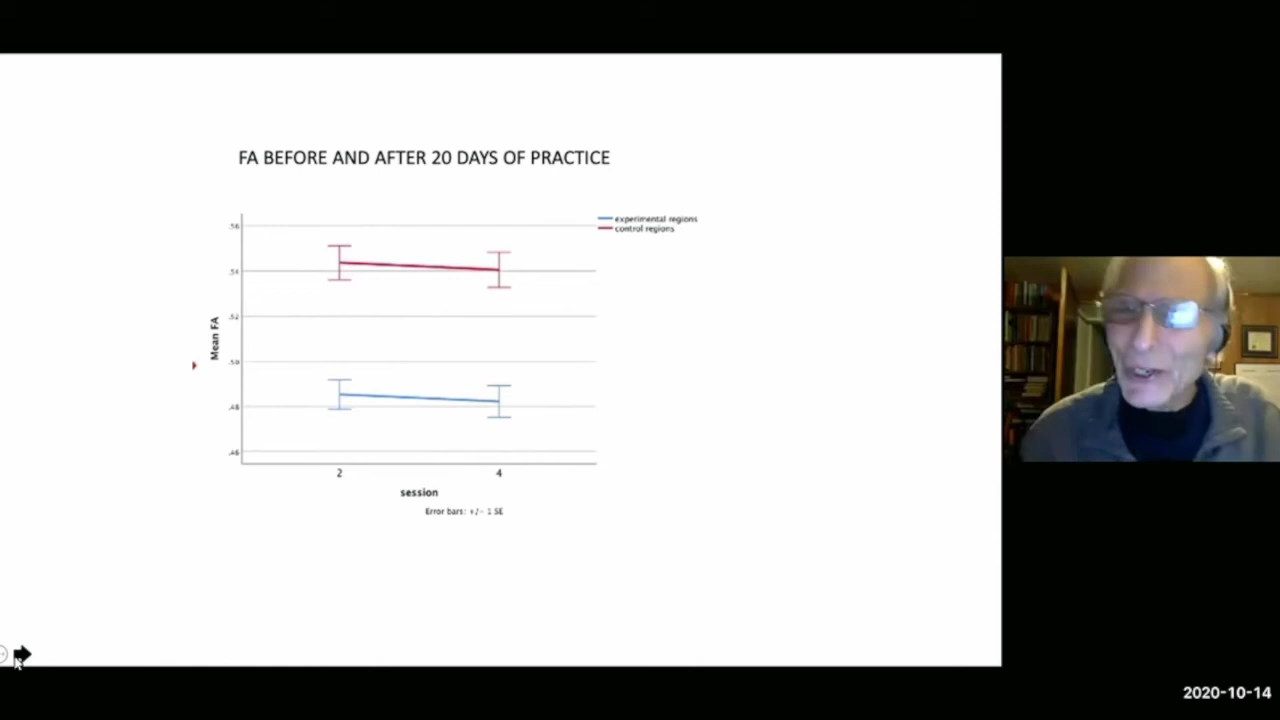 FA BEFORE AND AFTER 20 DAYS OF PRACTICE
experimental regions
control regions
.56
.54
.52
.50
.48
.46
Mean FA
2 4
session
Error bars: +/- 1 SE
2020-10-14